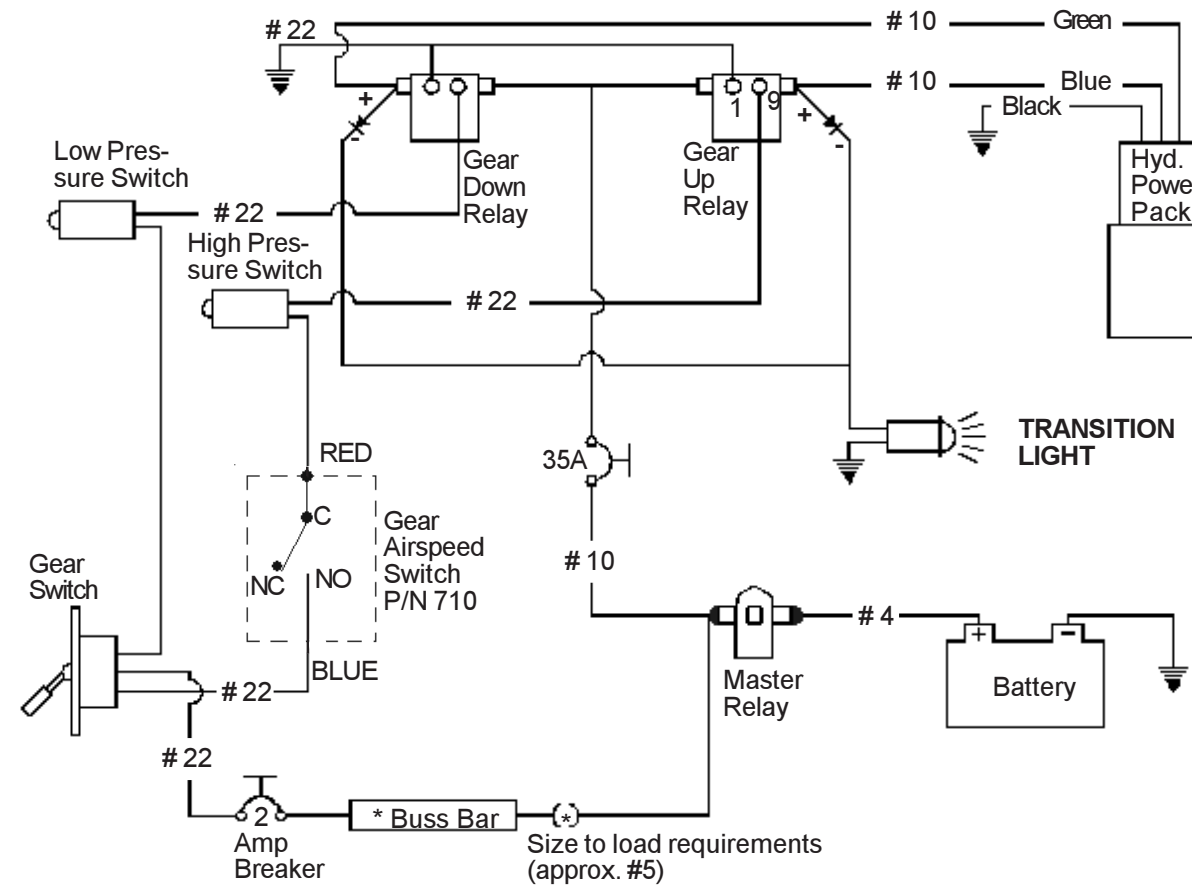 # 22
# 10
Green
# 10
Blue
Black
+
-
1
9
+
-
Hyd.
Powe
Pack
Low Pres-
sure Switch
Gear
Down
Relay
Gear
Up
Relay
# 22
High Pres-
sure Switch
# 22
TRANSITION
LIGHT
RED
35A
C
NC
NO
Gear
Airspeed
Switch
P/N 710
# 10
Gear
Switch
BLUE
# 22
# 4
+
-
Master
Relay
Battery
# 22
2
Amp
Breaker
* Buss Bar
*
Size to load requirements
(approx. #5)